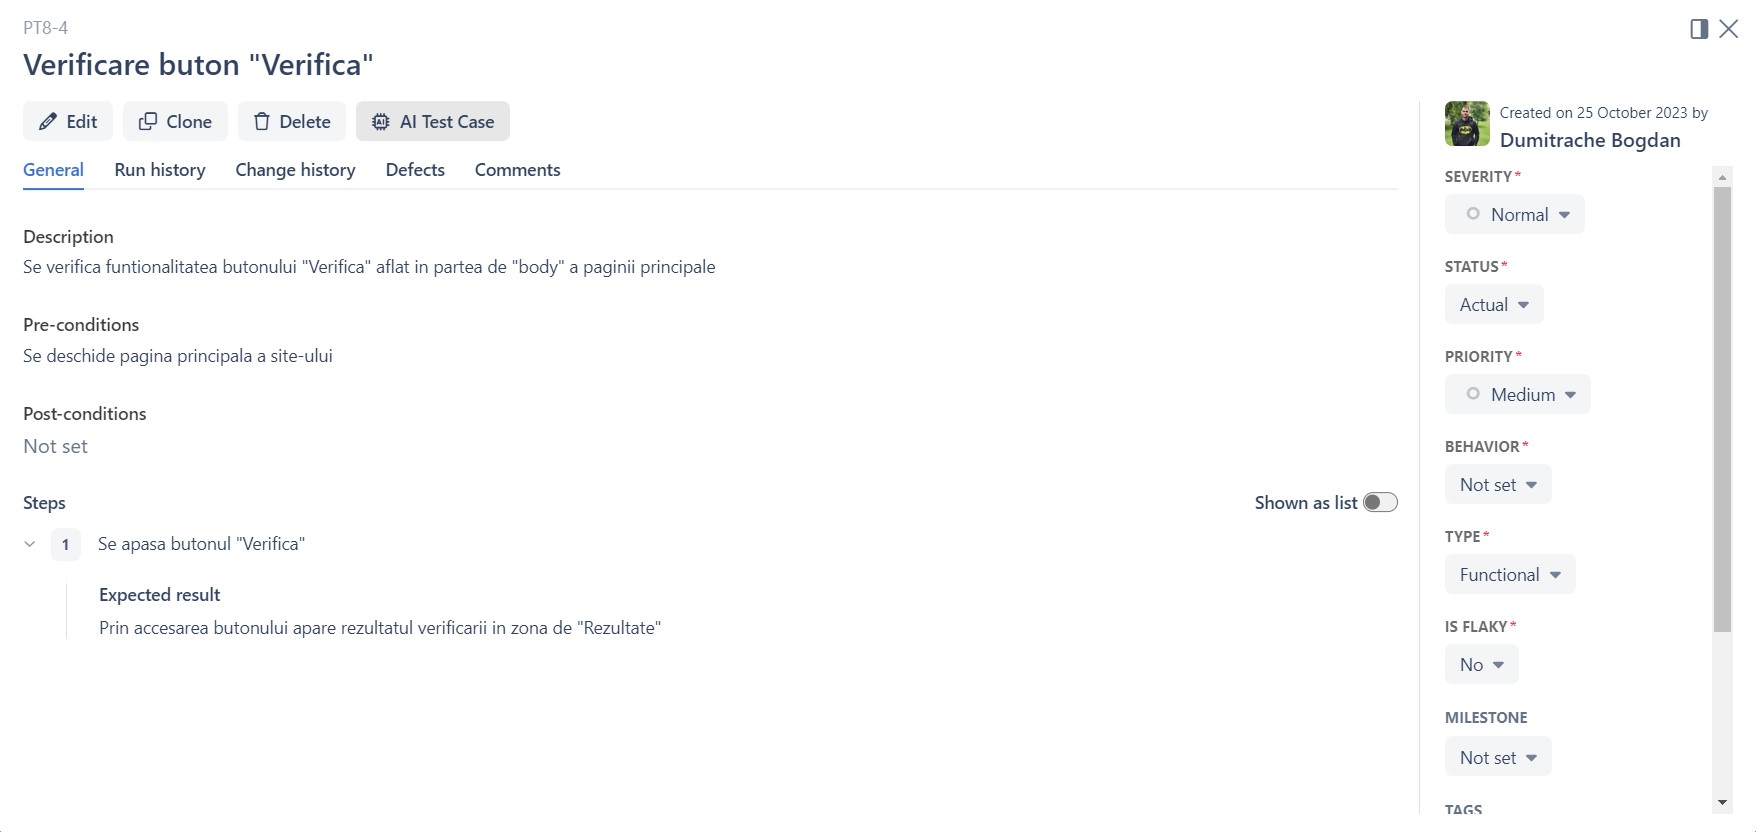 PT8-4
Verificare buton "Verifica"
Edit
Clone
Delete
AI Test Case
General
Run history
Change history
Defects
Comments
Description
Se verifica funtionalitatea butonului "Verifica" aflat in partea de "body" a paginii principale
Pre-conditions
Se deschide pagina principala a site-ului
Post-conditions
Not set
Steps
Shown as list
1
Se apasa butonul "Verifica"
Expected result
Prin accesarea butonului apare rezultatul verificarii in zona de "Rezultate"
Created on 25 October 2023 by
Dumitrache Bogdan
SEVERITY*
Normal
STATUS*
Actual
PRIORITY*
Medium
BEHAVIOR*
Not set
TYPE*
Functional
IS FLAKY*
No
MILESTONE
Not set
TAGS